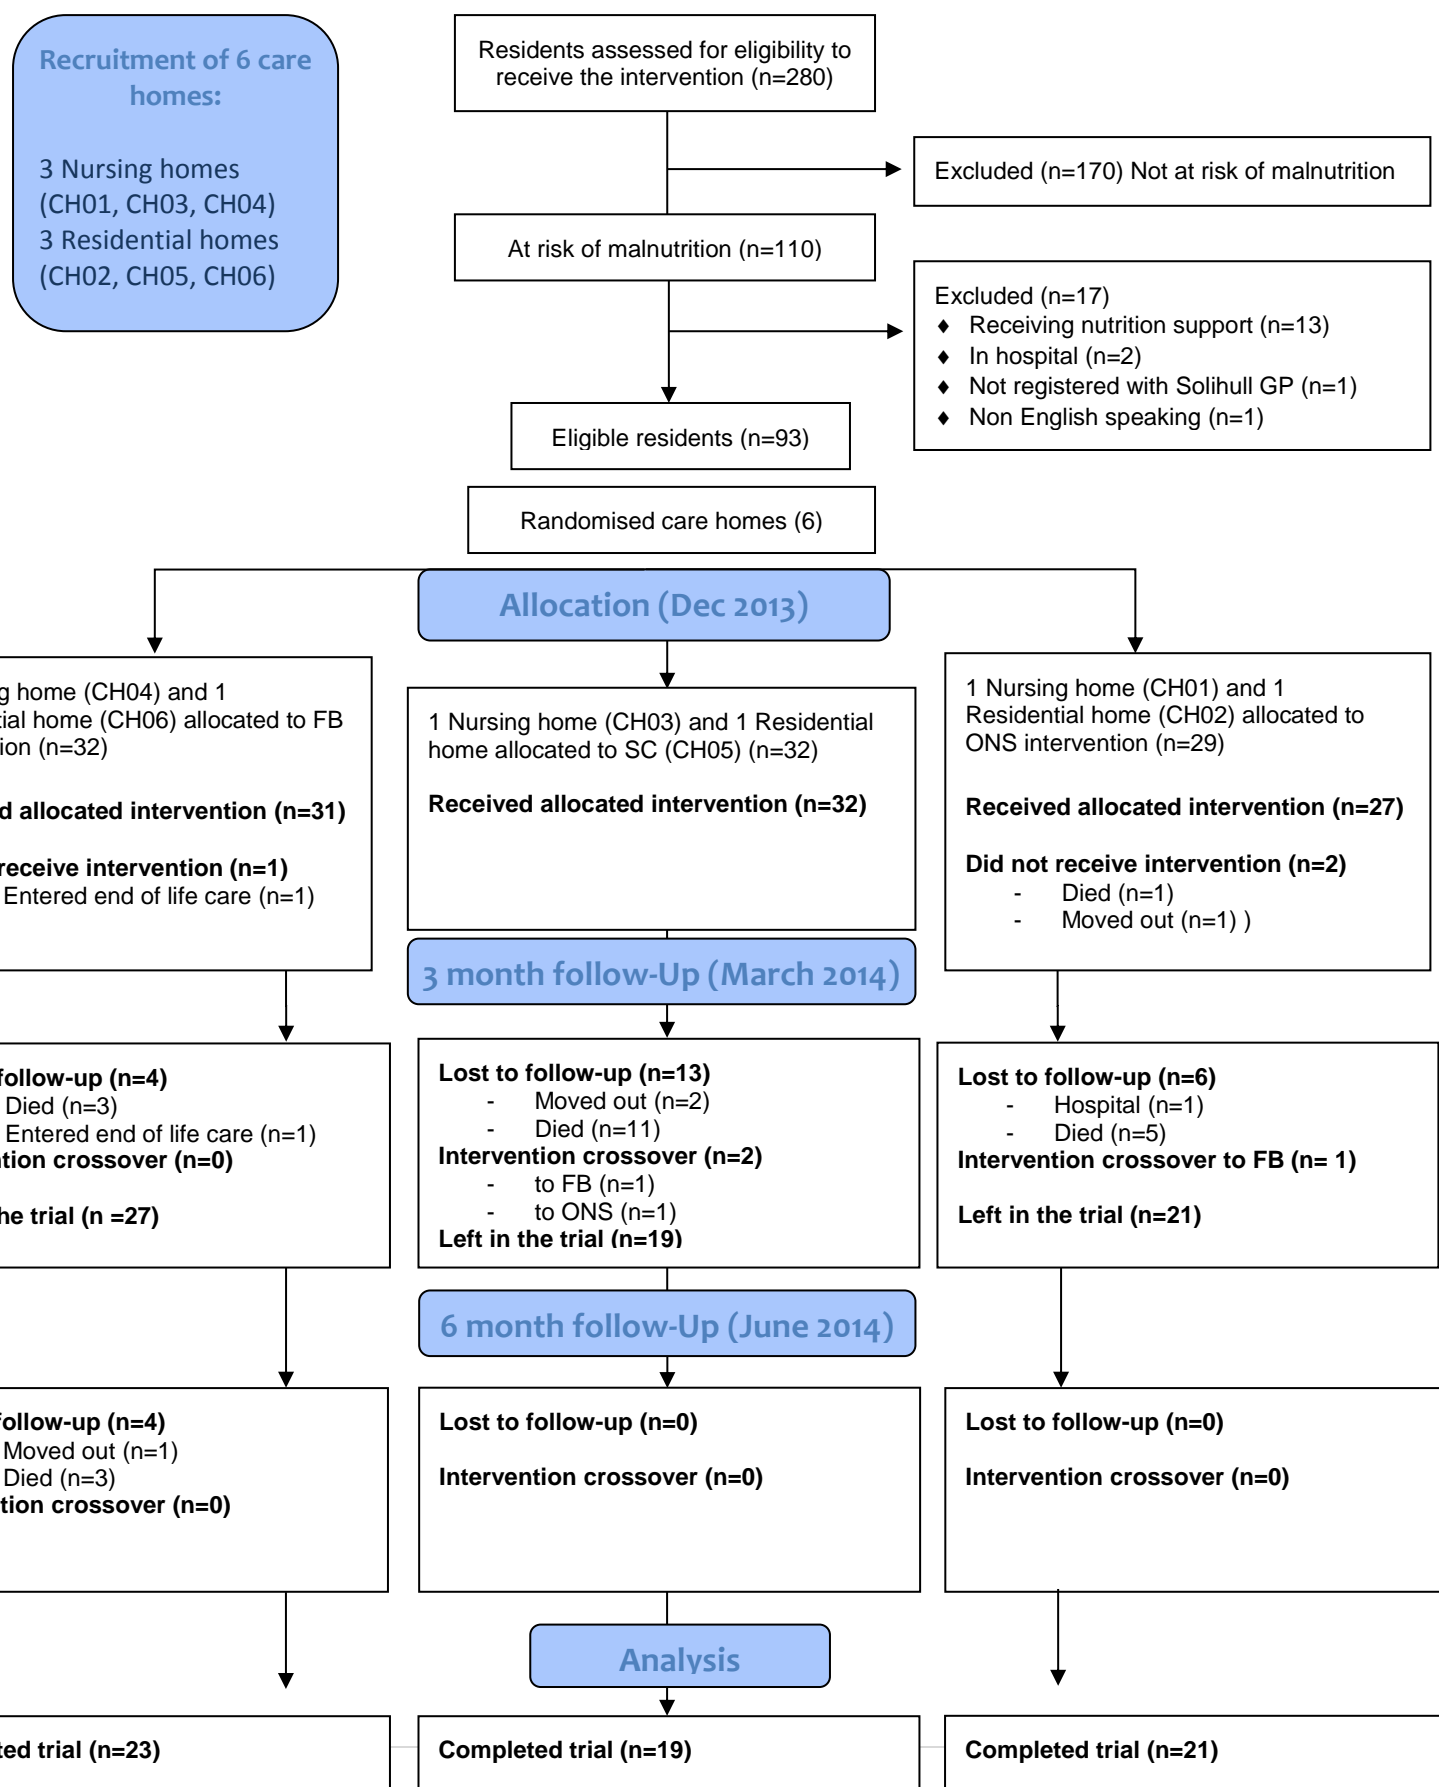 Recruitment of 6 care
homes:
3 Nursing homes
(CH01, CH03, CH04)
3 Residential homes
(CH02, CH05, CH06)
Residents assessed for eligibility to
receive the intervention (n=280)
Excluded (n=170) Not at risk of malnutrition
At risk of malnutrition (n=110)
Excluded (n=17)
♦ Receiving nutrition support (n=13)
♦ In hospital (n=2)
♦ Not registered with Solihull GP (n=1)
♦ Non English speaking (n=1)
Eligible residents (n=93)
Randomised care homes (6)
Allocation (Dec 2013)
g home (CH04) and 1
tial home (CH06) allocated to FB
ion (n=32)
d allocated intervention (n=31)
receive intervention (n=1)
Entered end of life care (n=1)
1 Nursing home (CH03) and 1 Residential
home allocated to SC (CH05) (n=32)
Received allocated intervention (n=32)
1 Nursing home (CH01) and 1
Residential home (CH02) allocated to
ONS intervention (n=29)
Received allocated intervention (n=27)
Did not receive intervention (n=2)
- Died (n=1)
- Moved out (n=1) )
3 month follow-Up (March 2014)
follow-up (n=4)
Died (n=3)
Entered end of life care (n=1)
tion crossover (n=0)
he trial (n =27)
Lost to follow-up (n=13)
- Moved out (n=2)
- Died (n=11)
Intervention crossover (n=2)
- to FB (n=1)
- to ONS (n=1)
Left in the trial (n=19)
Lost to follow-up (n=6)
- Hospital (n=1)
- Died (n=5)
Intervention crossover to FB (n= 1)
Left in the trial (n=21)
6 month follow-Up (June 2014)
follow-up (n=4)
Moved out (n=1)
Died (n=3)
tion crossover (n=0)
Lost to follow-up (n=0)
Intervention crossover (n=0)
Lost to follow-up (n=0)
Intervention crossover (n=0)
Analysis
ted trial (n=23)
Completed trial (n=19)
Completed trial (n=21)